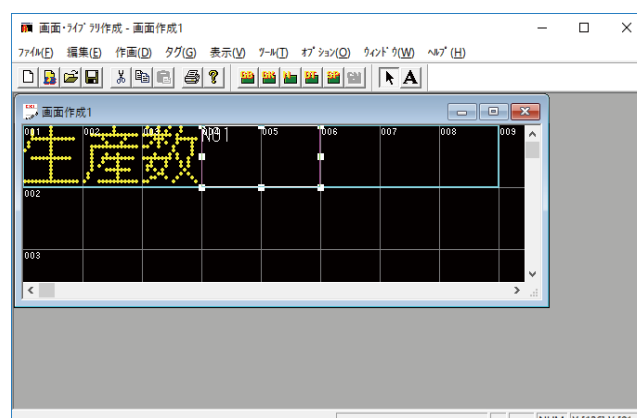 画面・ﾗｲﾌﾞﾗﾘ作成 - 画面作成1
ﾌｧｲﾙ(F) 編集(E) 作画(D) タグ(G) 表示(V) ﾂｰﾙ(T) ｵﾌﾟｼｮﾝ(O) ｳｨﾝﾄﾞｳ(W) ﾍﾙﾌﾟ(H)
画面作成1
001 002 005 006 007 008 009
生産数 N01
002
003